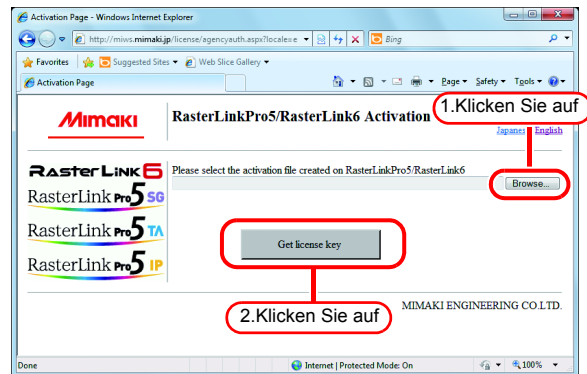 Activation Page - Windows Internet Explorer
http://miws.mimaki.jp/license/agencyauth.aspx?locale=e
Bing
Favorites
Suggested Sites
Web Slice Gallery
Activation Page
Page
Safety
Tools
1.Klicken Sie auf
Mimaki
RasterLinkPro5/RasterLink6 Activation
Japanese English
RasterLink 6
Please select the activation file created on RasterLinkPro5/RasterLink6
Browse...
RasterLink Pro 5 SG
RasterLink Pro 5 TA
Get license key
RasterLink Pro 5 IP
2.Klicken Sie auf
MIMAKI ENGINEERING CO.LTD.
Done
Internet | Protected Mode: On
100%